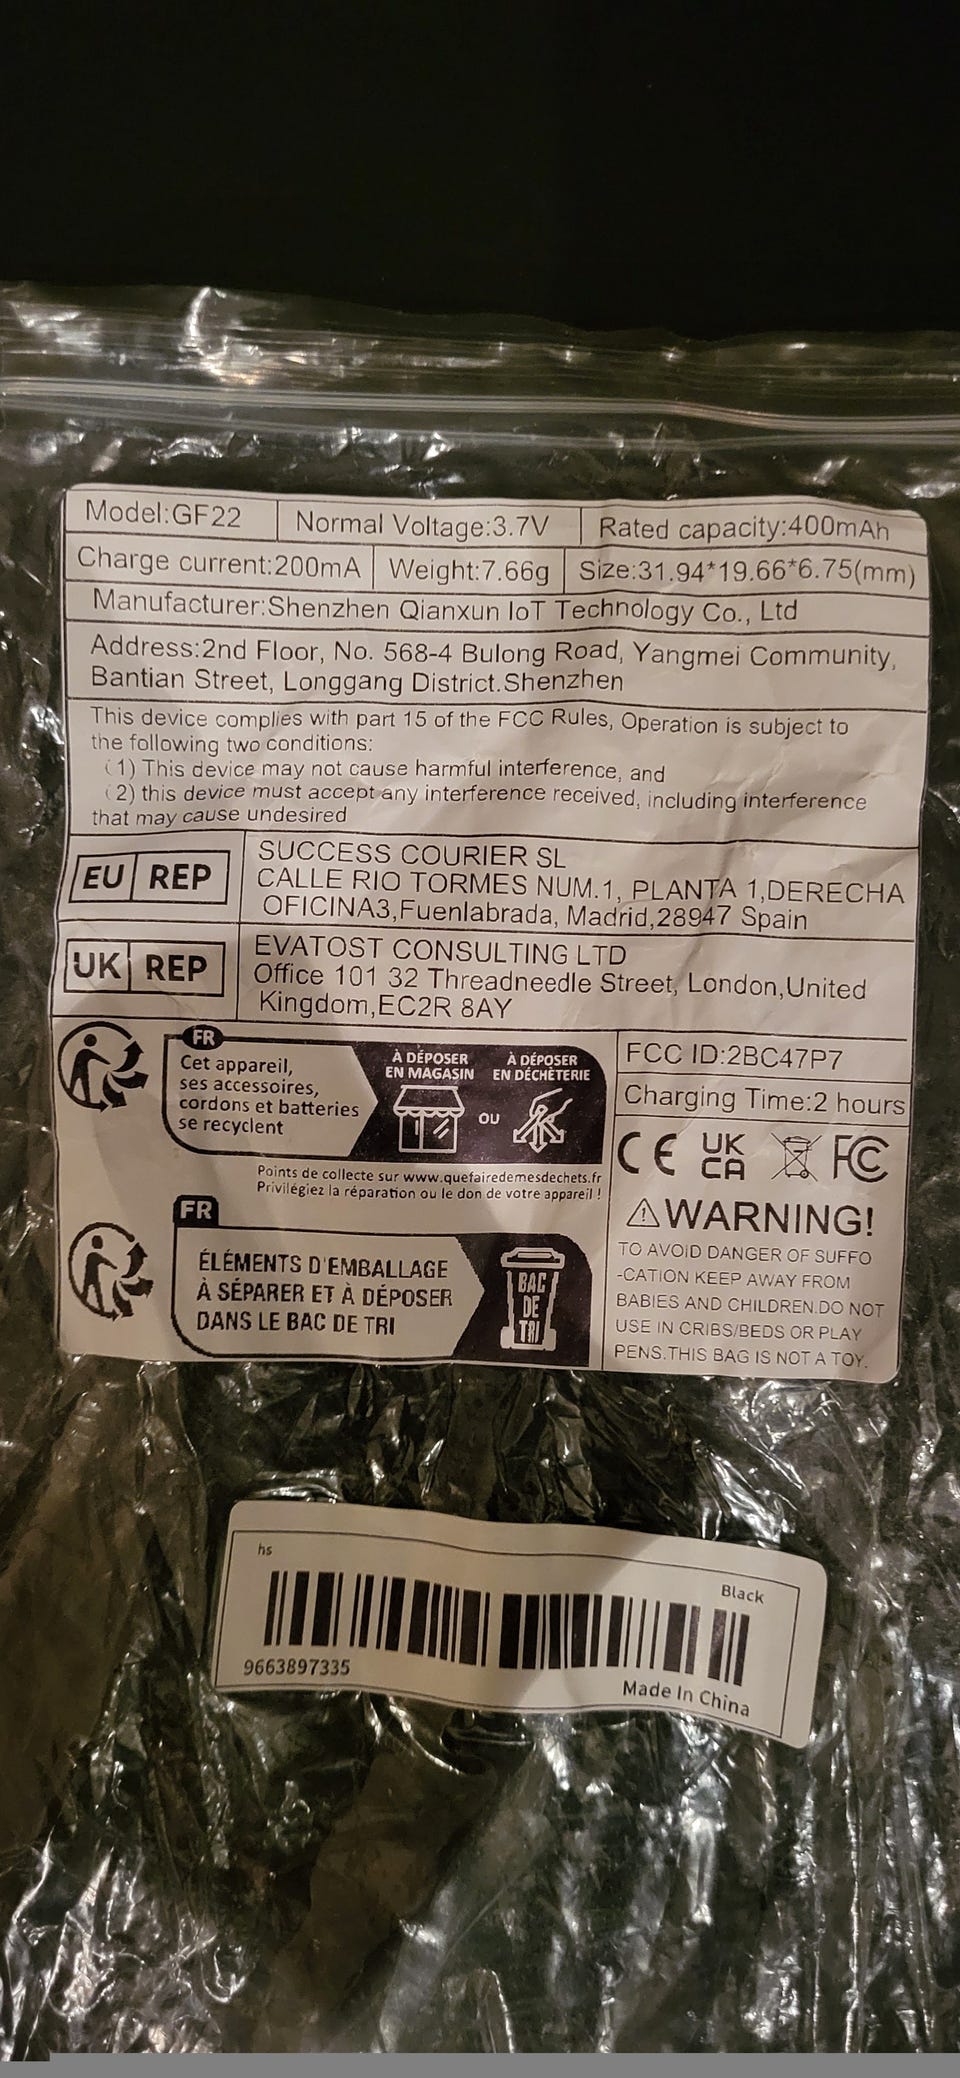 Model:GF22
Normal Voltage:3.7V
Rated capacity:400mAh
Charge current:200mA
Weight:7.66g
Size:31.94*19.66*6.75(mm)
Manufacturer:Shenzhen Qianxun IoT Technology Co., Ltd
Address:2nd Floor, No. 568-4 Bulong Road, Yangmei Community,
Bantian Street, Longgang District.Shenzhen
This device complies with part 15 of the FCC Rules, Operation is subject to
the following two conditions:
(1) This device may not cause harmful interference, and
(2) this device must accept any interference received, including interference
that may cause undesired
EU REP
SUCCESS COURIER SL
CALLE RIO TORMES NUM.1, PLANTA 1,DERECHA
OFICINA3,Fuenlabrada, Madrid,28947 Spain
UK REP
EVATOST CONSULTING LTD
Office 101 32 Threadneedle Street, London,United
Kingdom,EC2R 8AY
FR
Cet appareil,
ses accessoires,
cordons et batteries
se recyclent
À DÉPOSER
EN MAGASIN
OU
À DÉPOSER
EN DÉCHÈTERIE
Points de collecte sur www.quefairedemesdechets.fr
Privilégiez la réparation ou le don de votre appareil !
FR
ÉLÉMENTS D'EMBALLAGE
À SÉPARER ET À DÉPOSER
DANS LE BAC DE TRI
BAC
DE
TRI
FCC ID:2BC47P7
Charging Time:2 hours
CE UK
CA FC
WARNING!
TO AVOID DANGER OF SUFFO
-CATION KEEP AWAY FROM
BABIES AND CHILDREN.DO NOT
USE IN CRIBS/BEDS OR PLAY
PENS.THIS BAG IS NOT A TOY.
hs
Black
9663897335
Made In China